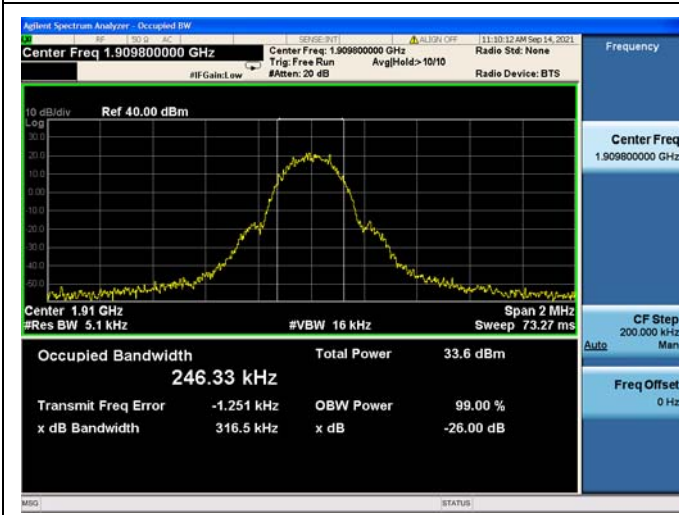 Agilent Spectrum Analyzer - Occupied BW
RF 50 Ω AC SENSE:INT ALIGN OFF 11:10:12 AM Sep 14, 2021
Center Freq 1.909800000 GHz
Center Freq: 1.909800000 GHz
Radio Std: None
Trig: Free Run Avg|Hold:>10/10
#IFGain:Low #Atten: 20 dB Radio Device: BTS
Frequency
10 dB/div Ref 40.00 dBm
Log
30.0
20.0
10.0
0.00
-10.0
-20.0
-30.0
-40.0
-50.0
Center 1.91 GHz Span 2 MHz
#Res BW 5.1 kHz #VBW 16 kHz Sweep 73.27 ms
Occupied Bandwidth Total Power 33.6 dBm
246.33 kHz
Transmit Freq Error -1.251 kHz OBW Power 99.00 %
x dB Bandwidth 316.5 kHz x dB -26.00 dB
Center Freq
1.909800000 GHz
CF Step
200.000 kHz
Auto Man
Freq Offset
0 Hz
MSG STATUS